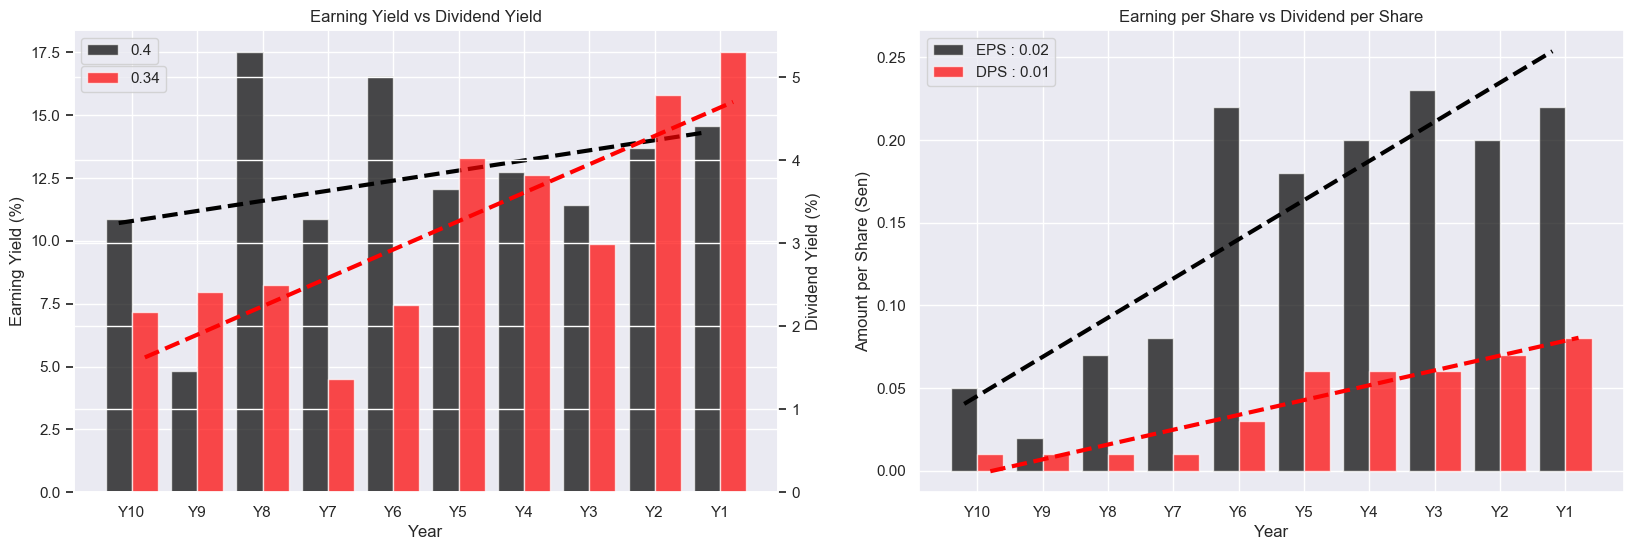 Earning Yield vs Dividend Yield
0.4
0.34
17.5
15.0
12.5
10.0
7.5
5.0
2.5
0.0
Earning Yield (%)
5
4
3
2
1
0
Dividend Yield (%)
Y10 Y9 Y8 Y7 Y6 Y5 Y4 Y3 Y2 Y1
Year
Earning per Share vs Dividend per Share
EPS : 0.02
DPS : 0.01
0.25
0.20
0.15
0.10
0.05
0.00
Amount per Share (Sen)
Y10 Y9 Y8 Y7 Y6 Y5 Y4 Y3 Y2 Y1
Year